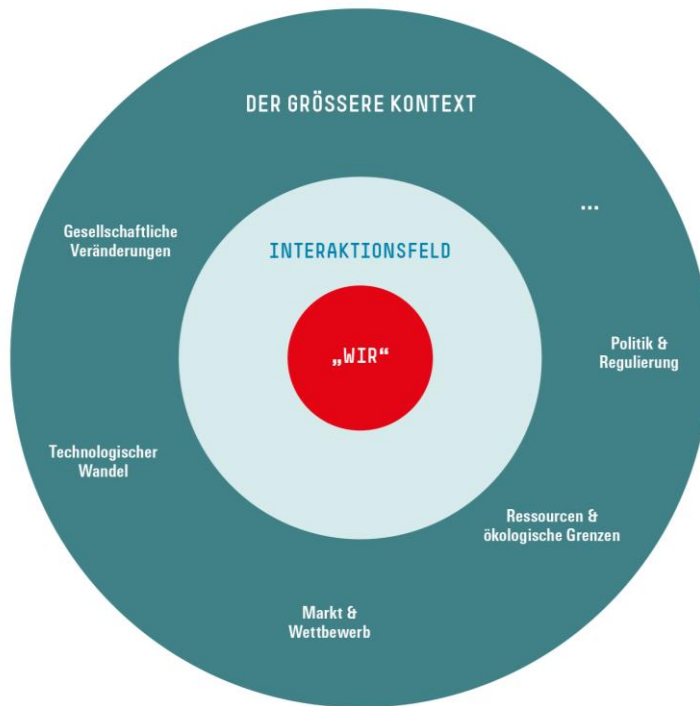 DER GRÖSSERE KONTEXT
...
Gesellschaftliche
Veränderungen
INTERAKTIONSFELD
„WIR“
Politik &
Regulierung
Technologischer
Wandel
Ressourcen &
ökologische Grenzen
Markt &
Wettbewerb